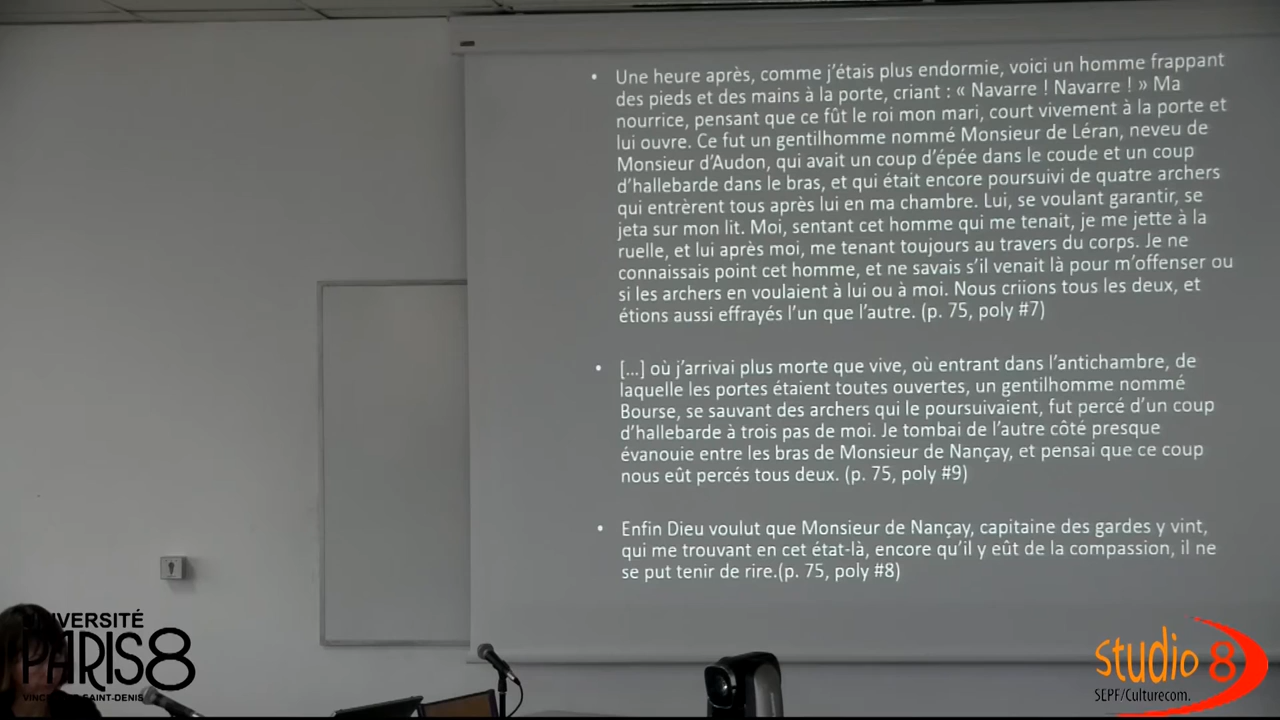 • Une heure après, comme j'étais plus endormie, voici un homme frappant
des pieds et des mains à la porte, criant : « Navarre ! Navarre ! » Ma
nourrice, pensant que ce fût le roi mon mari, court vivement à la porte et
lui ouvre. Ce fut un gentilhomme nommé Monsieur de Léran, neveu de
Monsieur d'Audon, qui avait un coup d'épée dans le coude et un coup
d'hallebarde dans le bras, et qui était encore poursuivi de quatre archers
qui entrèrent tous après lui en ma chambre. Lui, se voulant garantir, se
jeta sur mon lit. Moi, sentant cet homme qui me tenait, je me jette à la
ruelle, et lui après moi, me tenant toujours au travers du corps. Je ne
connaissais point cet homme, et ne savais s'il venait là pour m'offenser ou
si les archers en voulaient à lui ou à moi. Nous criions tous les deux, et
étions aussi effrayés l'un que l'autre. (p. 75, poly #7)
• [...] où j'arrivai plus morte que vive, où entrant dans l'antichambre, de
laquelle les portes étaient toutes ouvertes, un gentilhomme nommé
Bourse, se sauvant des archers qui le poursuivaient, fut percé d'un coup
d'hallebarde à trois pas de moi. Je tombai de l'autre côté presque
évanouie entre les bras de Monsieur de Nançay, et pensai que ce coup
nous eût percés tous deux. (p. 75, poly #9)
• Enfin Dieu voulut que Monsieur de Nançay, capitaine des gardes y vint,
qui me trouvant en cet état-là, encore qu'il y eût de la compassion, il ne
se put tenir de rire.(p. 75, poly #8)
UNIVERSITÉ
PARIS8
VINCENNES SAINT-DENIS
studio 8
SEPF/Culturecom.